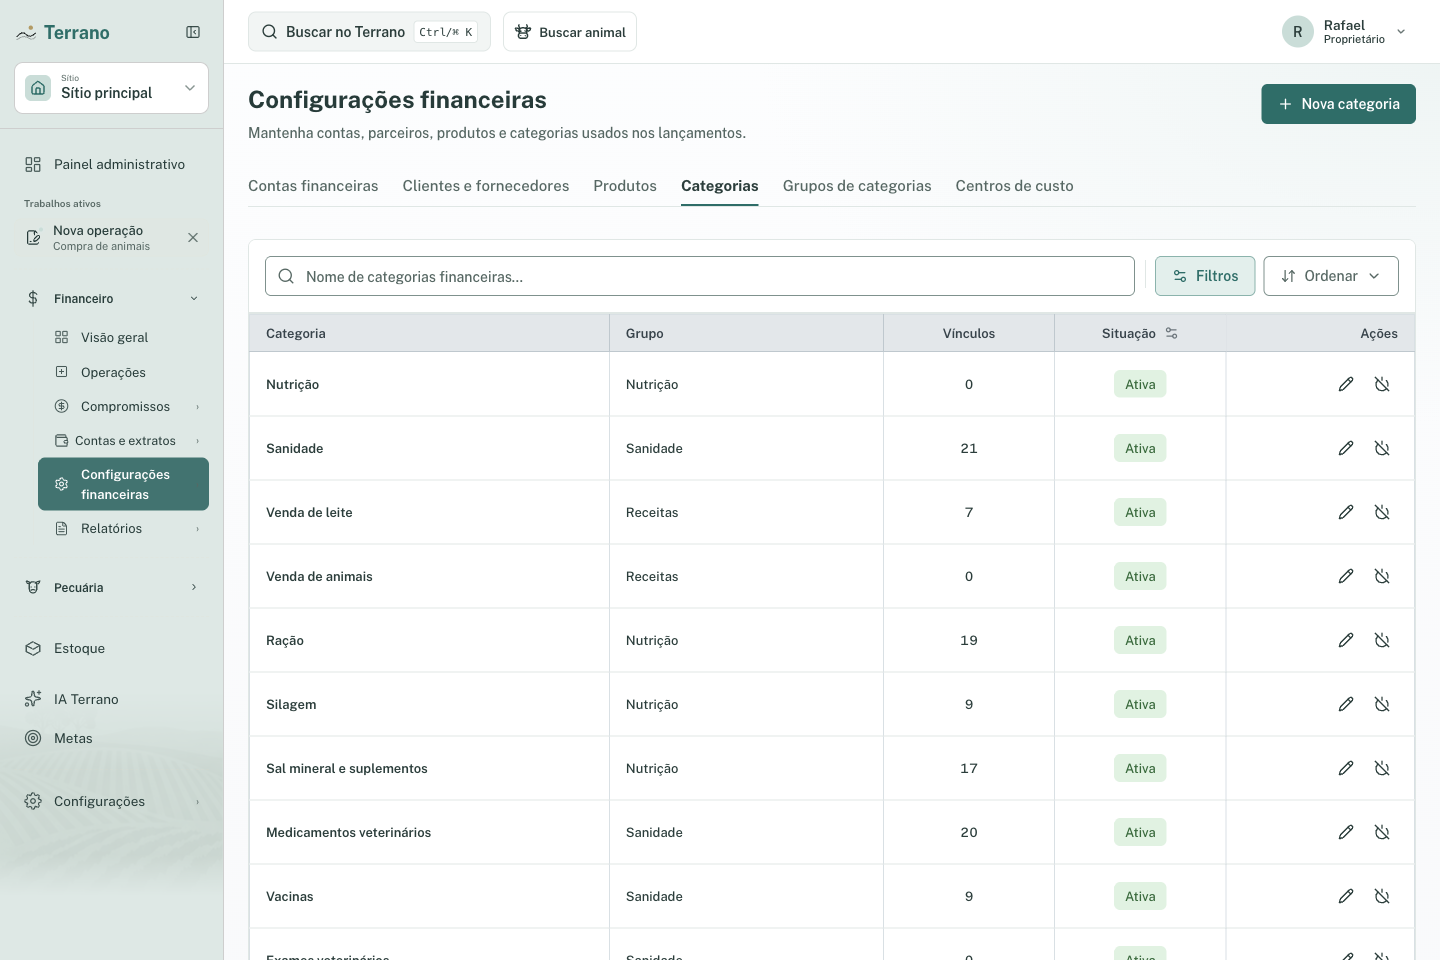 Terrano
Sítio
Sítio principal
Painel administrativo
Trabalhos ativos
Nova operação
Compra de animais
Financeiro
Visão geral
Operações
Compromissos
Contas e extratos
Configurações
financeiras
Relatórios
Pecuária
Estoque
IA Terrano
Metas
Configurações
Buscar no Terrano Ctrl/⌘ K Buscar animal
R
Rafael
Proprietário
Configurações financeiras
Mantenha contas, parceiros, produtos e categorias usados nos lançamentos.
Nova categoria
Contas financeiras Clientes e fornecedores Produtos Categorias Grupos de categorias Centros de custo
Nome de categorias financeiras... Filtros Ordenar
Categoria Grupo Vínculos Situação Ações
Nutrição Nutrição 0 Ativa
Sanidade Sanidade 21 Ativa
Venda de leite Receitas 7 Ativa
Venda de animais Receitas 0 Ativa
Ração Nutrição 19 Ativa
Silagem Nutrição 9 Ativa
Sal mineral e suplementos Nutrição 17 Ativa
Medicamentos veterinários Sanidade 20 Ativa
Vacinas Sanidade 9 Ativa
Exames veterinários Sanidade 0 Ativa